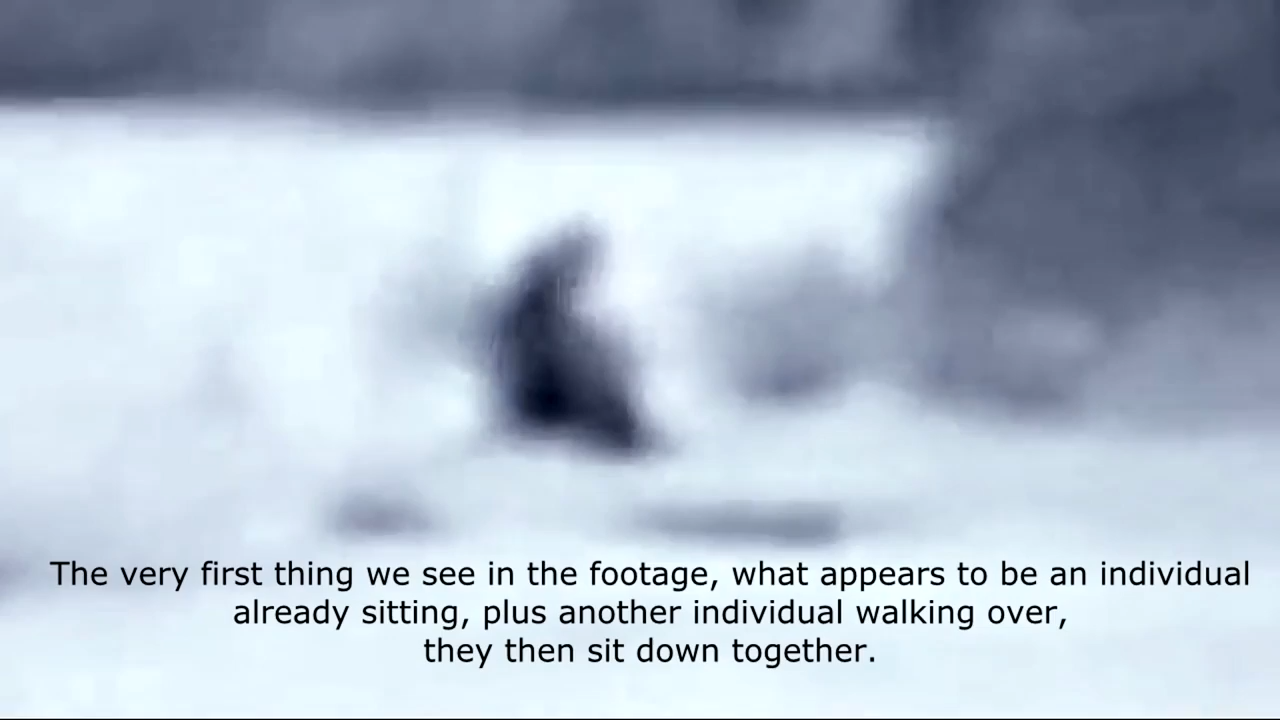 The very first thing we see in the footage, what appears to be an individual
already sitting, plus another individual walking over,
they then sit down together.